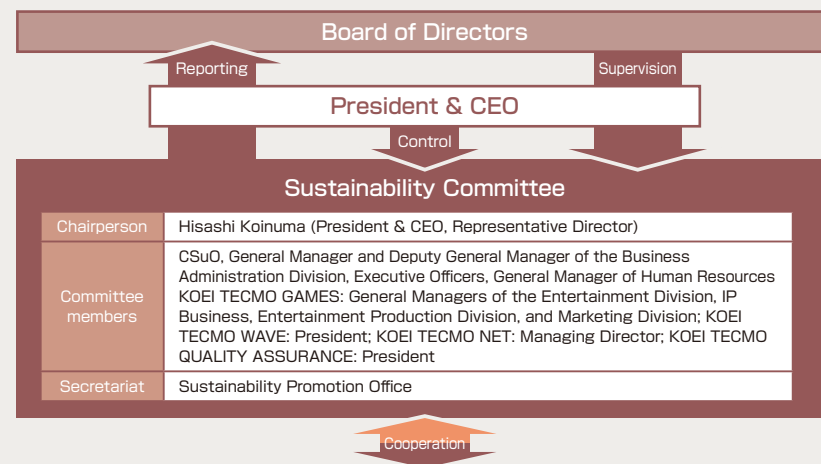 Board of Directors
Reporting
Supervision
President & CEO
Control
Sustainability Committee
Chairperson
Hisashi Koinuma (President & CEO, Representative Director)
Committee
members
CSuO, General Manager and Deputy General Manager of the Business
Administration Division, Executive Officers, General Manager of Human Resources
KOEI TECMO GAMES: General Managers of the Entertainment Division, IP
Business, Entertainment Production Division, and Marketing Division; KOEI
TECMO WAVE: President; KOEI TECMO NET: Managing Director; KOEI TECMO
QUALITY ASSURANCE: President
Secretariat
Sustainability Promotion Office
Cooperation